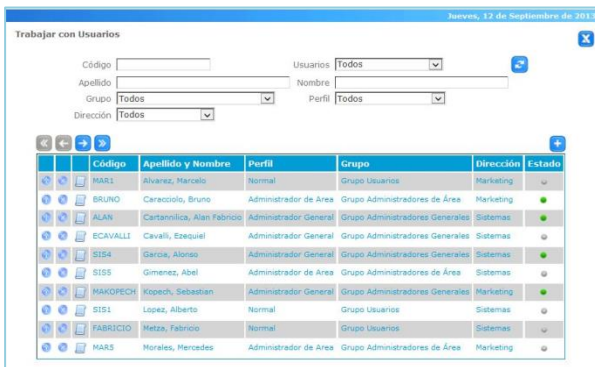 Jueves, 12 de Septiembre de 2013
Trabajar con Usuarios
Código Usuarios Todos
Apellido Nombre
Grupo Todos Perfil Todos
Dirección Todos
Código Apellido y Nombre Perfil Grupo Dirección Estado
MAR1 Alvarez, Marcelo Normal Grupo Usuarios Marketing
BRUNO Caracciolo, Bruno Administrador de Area Grupo Administradores de Área Marketing
ALAN Cartannilica, Alan Fabricio Administrador General Grupo Administradores Generales Sistemas
ECAVALLI Cavalli, Ezequiel Administrador General Grupo Administradores Generales Sistemas
SIS4 Garcia, Alonso Administrador General Grupo Administradores Generales Sistemas
SIS5 Gimenez, Abel Administrador de Area Grupo Administradores de Área Sistemas
MAKOPECH Kopech, Sebastian Administrador General Grupo Administradores Generales Marketing
SIS1 Lopez, Alberto Normal Grupo Usuarios Sistemas
FABRICIO Metza, Fabricio Normal Grupo Usuarios Sistemas
MAR5 Morales, Mercedes Administrador de Area Grupo Administradores de Área Marketing